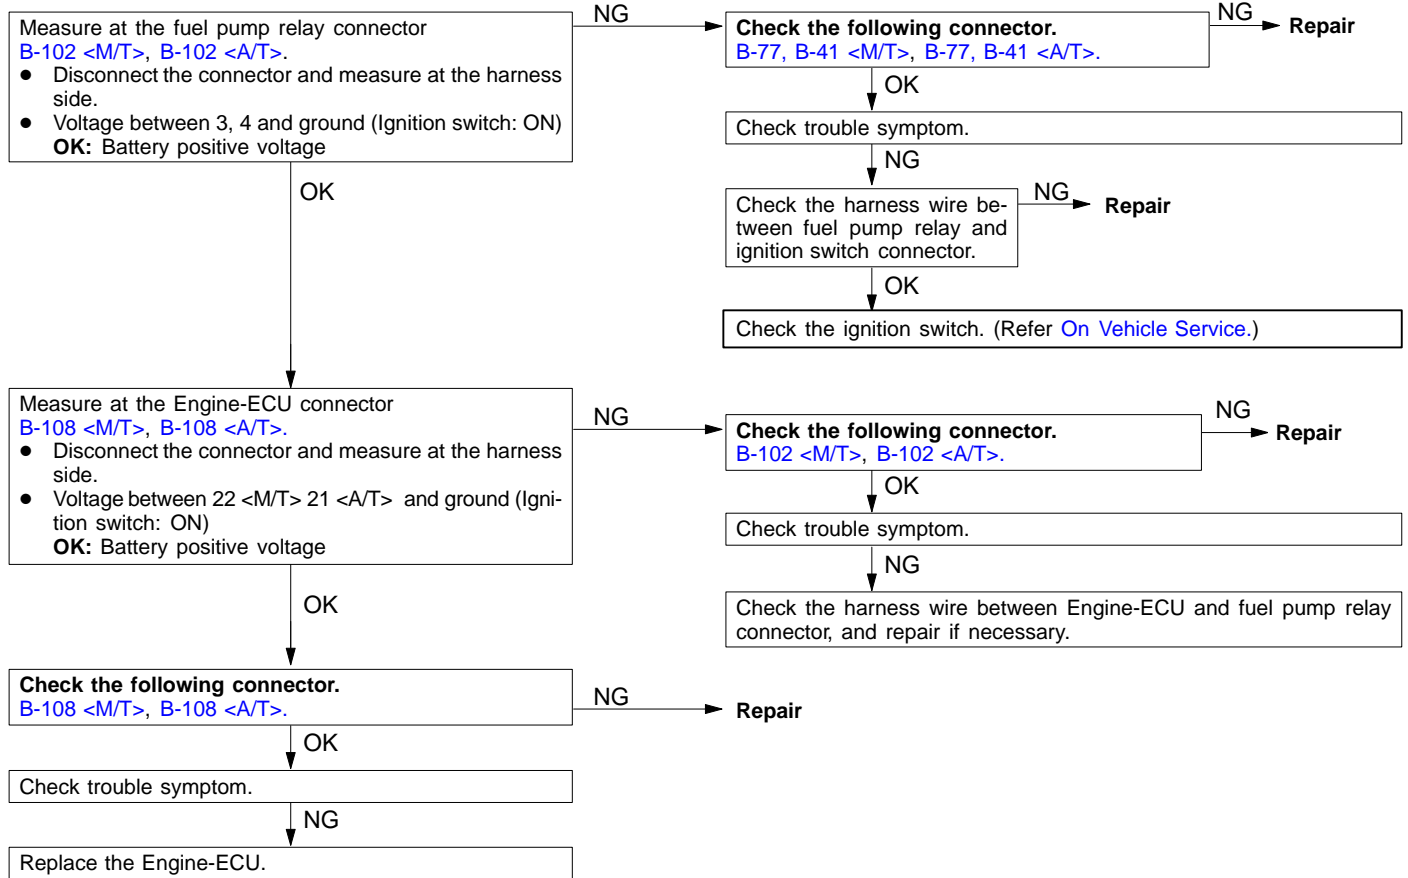 Measure at the fuel pump relay connector
B-102 <M/T>, B-102 <A/T>.
● Disconnect the connector and measure at the harness
side.
● Voltage between 3, 4 and ground (Ignition switch: ON)
OK: Battery positive voltage
NG
Check the following connector.
B-77, B-41 <M/T>, B-77, B-41 <A/T>.
NG
Repair
OK
Check trouble symptom.
NG
Check the harness wire be-
tween fuel pump relay and
ignition switch connector.
NG
Repair
OK
Check the ignition switch. (Refer On Vehicle Service.)
OK
Measure at the Engine-ECU connector
B-108 <M/T>, B-108 <A/T>.
● Disconnect the connector and measure at the harness
side.
● Voltage between 22 <M/T> 21 <A/T> and ground (Igni-
tion switch: ON)
OK: Battery positive voltage
NG
Check the following connector.
B-102 <M/T>, B-102 <A/T>.
NG
Repair
OK
Check trouble symptom.
NG
Check the harness wire between Engine-ECU and fuel pump relay
connector, and repair if necessary.
OK
Check the following connector.
B-108 <M/T>, B-108 <A/T>.
NG
Repair
OK
Check trouble symptom.
NG
Replace the Engine-ECU.